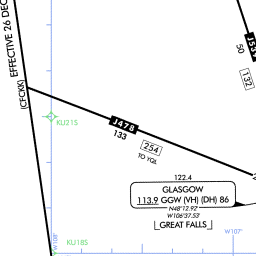 EFFECTIVE 26 DEC
(CFCKK)
KU21S
J478
133
254
TO YQL
50
132
122.4
GLASGOW
113.9 GGW (VH) (DH) 86
N48°12.92'
W106°37.53'
GREAT FALLS
W108°
KU18S
W107°